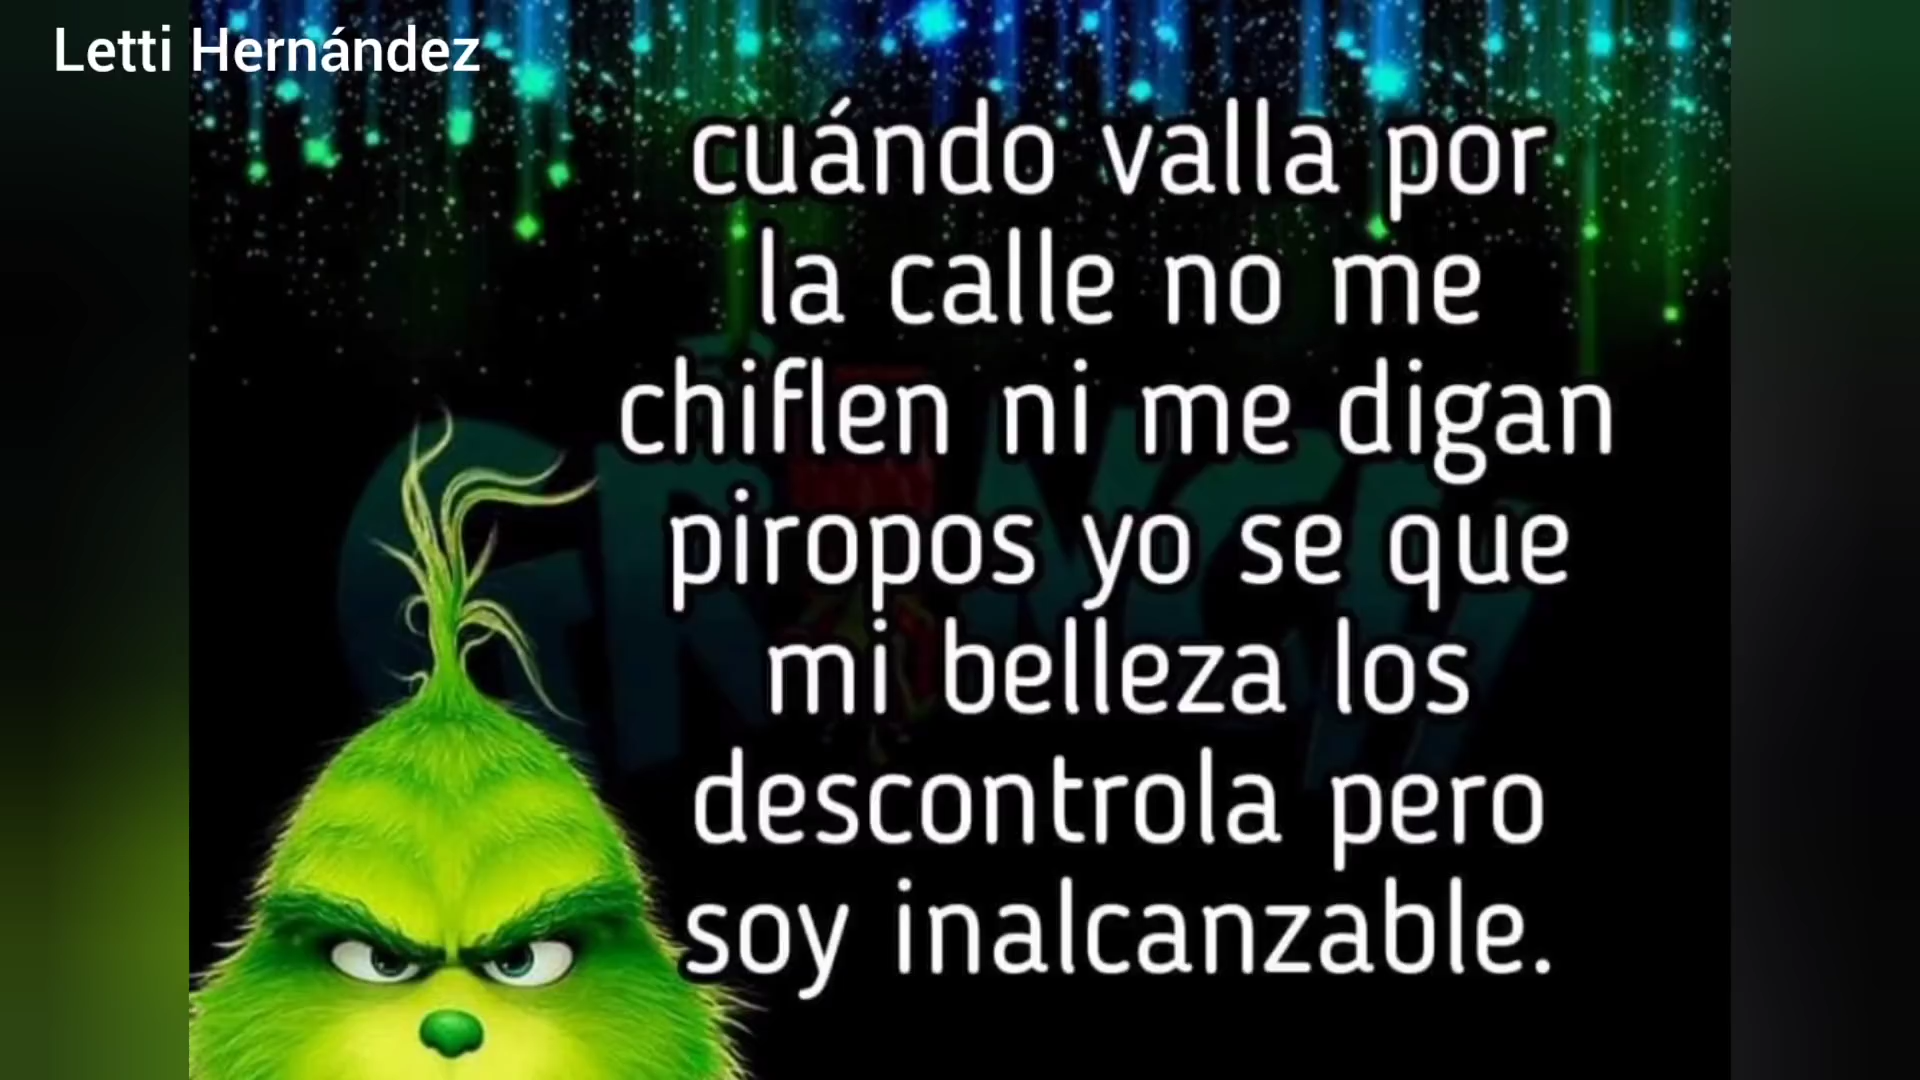 Letti Hernández
cuándo valla por
la calle no me
chiflen ni me digan
piropos yo se que
mi belleza los
descontrola pero
soy inalcanzable.
GRINCH